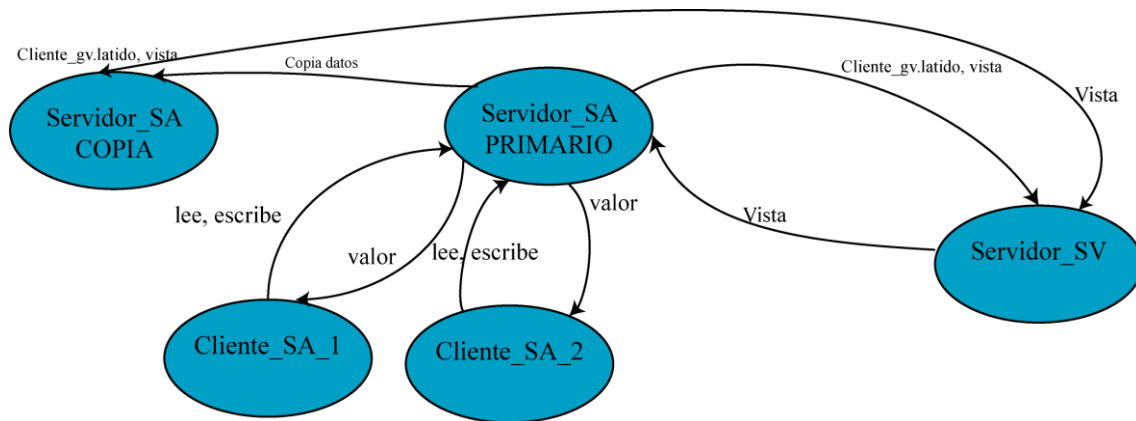 Cliente_gv.latido, vista
Copia datos
Cliente_gv.latido, vista
Vista
Servidor_SA
COPIA
Servidor_SA
PRIMARIO
lee, escribe
valor
Vista
valor
lee, escribe
Servidor_SV
Cliente_SA_1
Cliente_SA_2